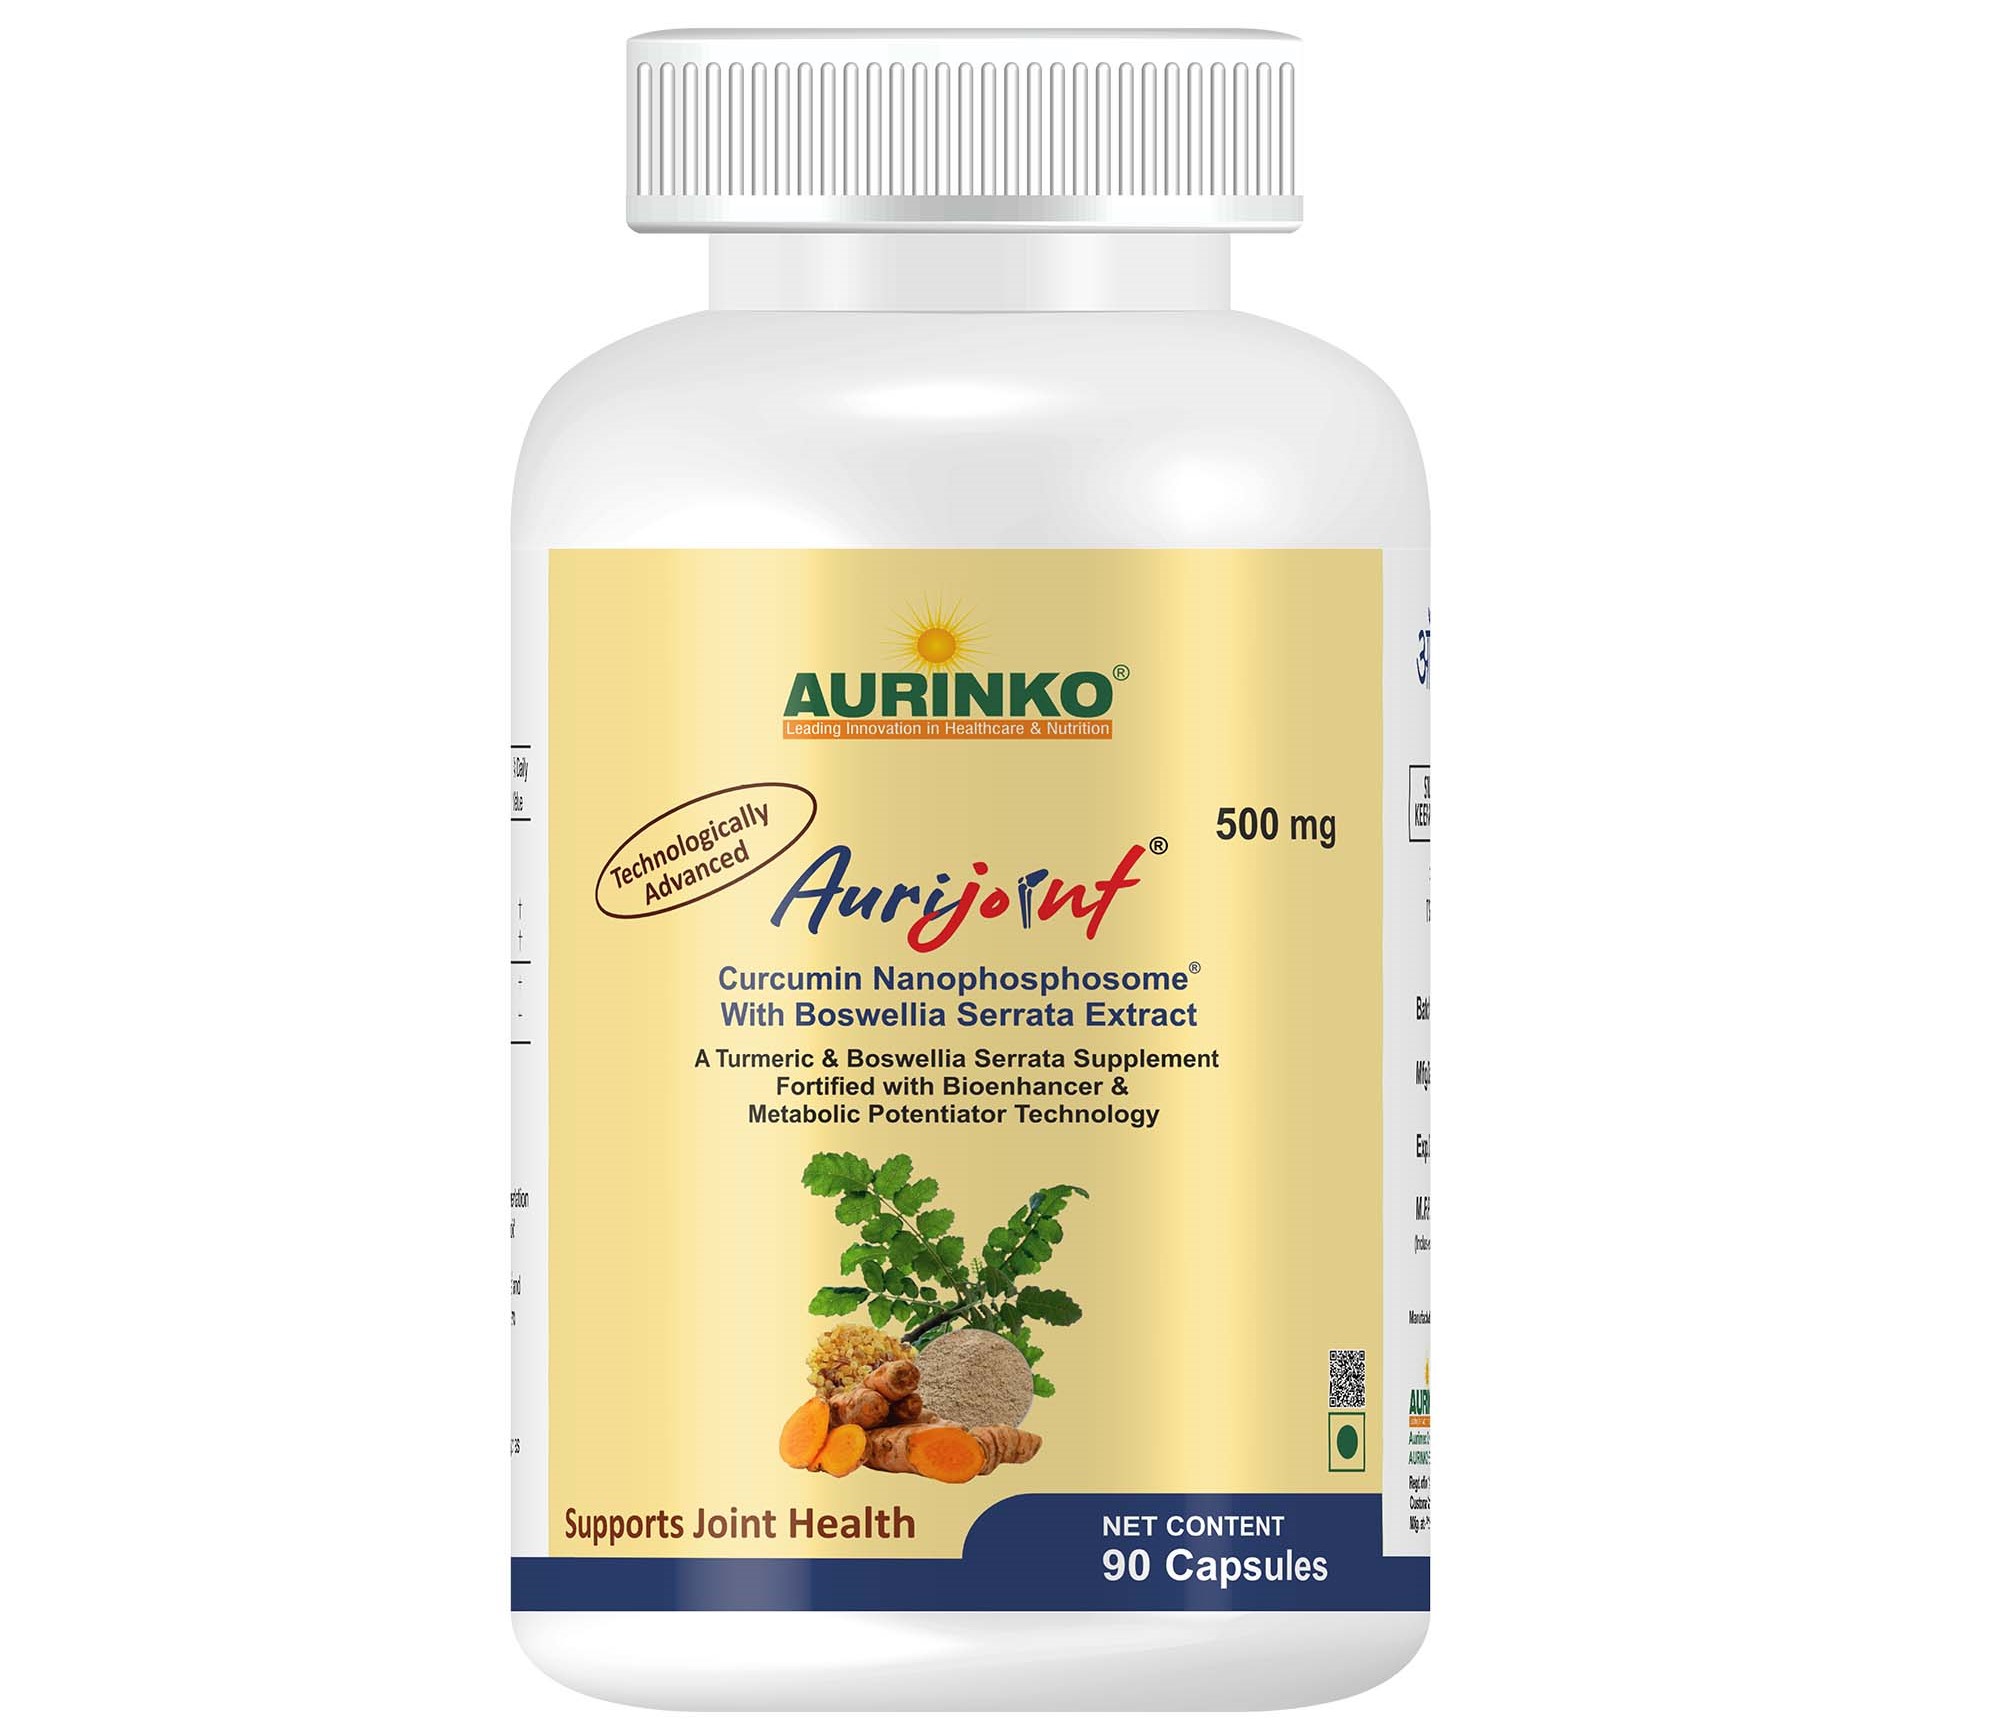 AURINKO®
Leading Innovation in Healthcare & Nutrition
Technologically
Advanced
500 mg
Aurijoint®
Curcumin Nanophosphosome®
With Boswellia Serrata Extract
A Turmeric & Boswellia Serrata Supplement
Fortified with Bioenhancer &
Metabolic Potentiator Technology
Supports Joint Health
NET CONTENT
90 Capsules
Daily